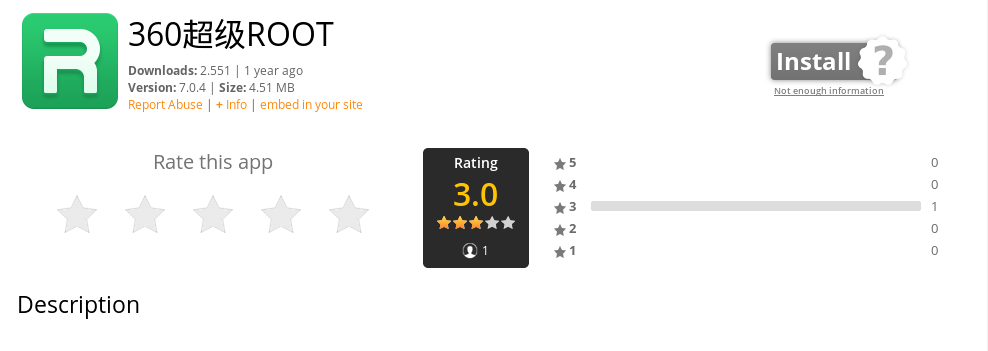 360超级ROOT
Downloads: 2.551 | 1 year ago
Version: 7.0.4 | Size: 4.51 MB
Report Abuse | + Info | embed in your site
Install ?
Not enough information
Rate this app
Rating
3.0
1
5 0
4 0
3 1
2 0
1 0
Description